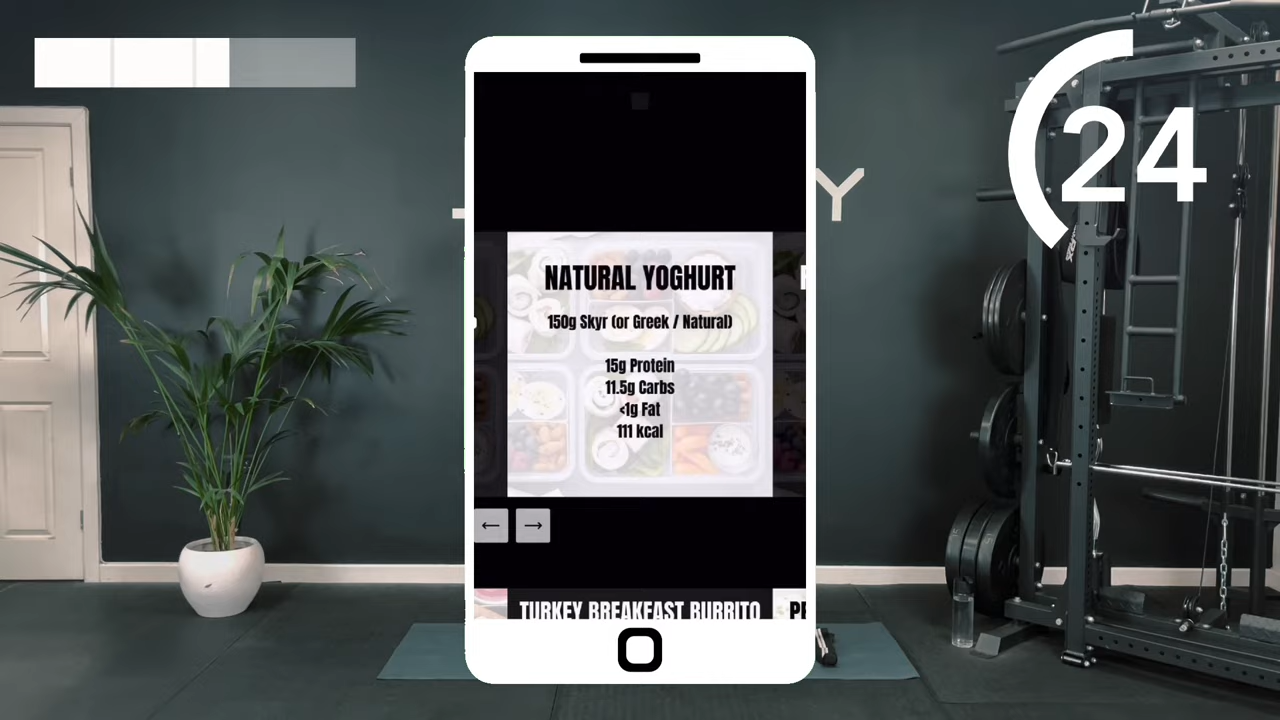 24
Y
NATURAL YOGHURT
150g Skyr (or Greek / Natural)
15g Protein
11.5g Carbs
<1g Fat
111 kcal
← →
TURKEY BREAKFAST BURRITO